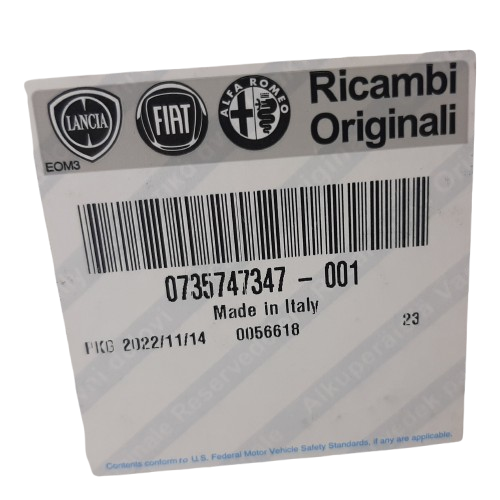 LANCIA FIAT ALFA ROMEO Ricambi
Originali
EOM3
0735747347 - 001
Made in Italy
PKG 2022/11/14 0056618 23
Contents conform to U.S. Federal Motor Vehicle Safety Standards, if any are applicable.